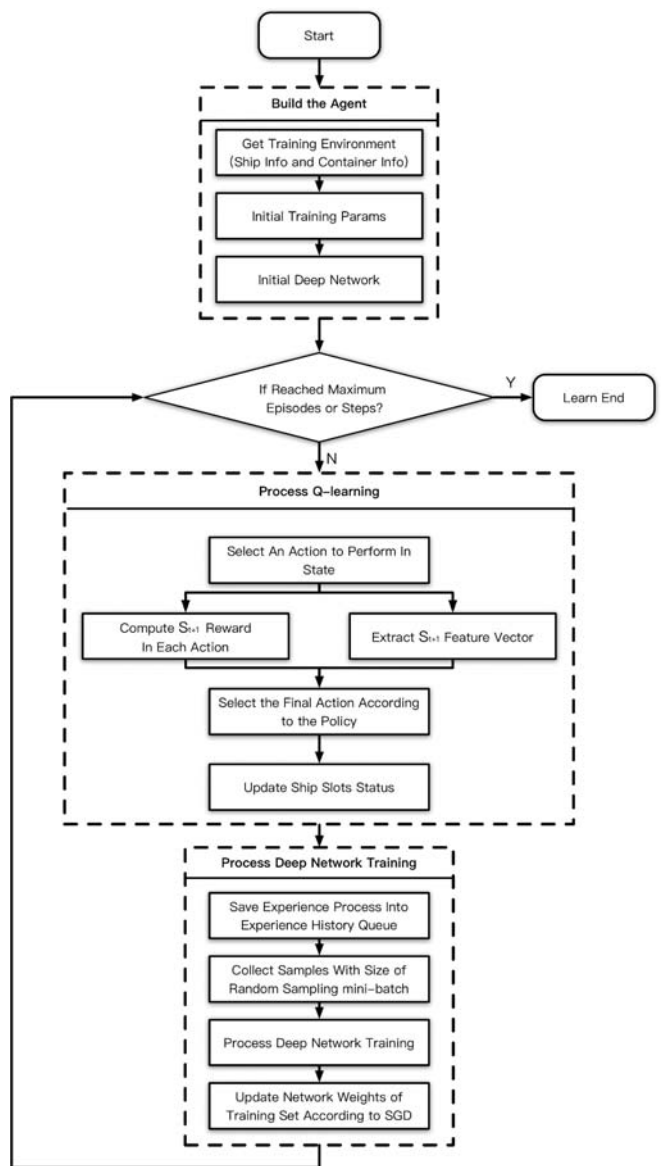 Start
Build the Agent
Get Training Environment
(Ship Info and Container Info)
Initial Training Params
Initial Deep Network
If Reached Maximum
Episodes or Steps?
Y
Learn End
N
Process Q-learning
Select An Action to Perform In
State
Compute St+1 Reward
In Each Action
Extract St+1 Feature Vector
Select the Final Action According
to the Policy
Update Ship Slots Status
Process Deep Network Training
Save Experience Process Into
Experience History Queue
Collect Samples With Size of
Random Sampling mini-batch
Process Deep Network Training
Update Network Weights of
Training Set According to SGD